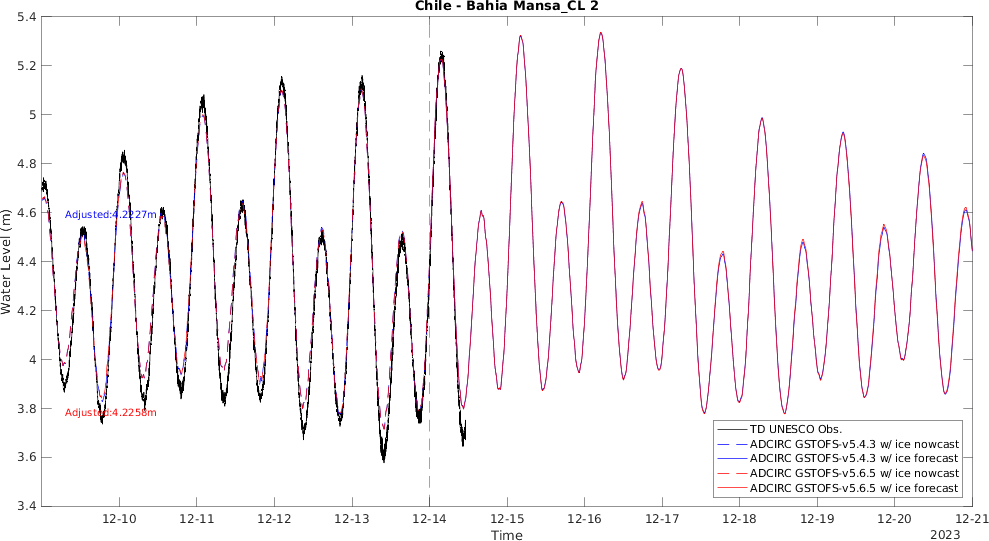 Chile - Bahia Mansa_CL 2
Water Level (m)
5.4
5.2
5
4.8
4.6
4.4
4.2
4
3.8
3.6
3.4
Adjusted:4.2227m
Adjusted:4.2258m
TD UNESCO Obs.
ADCIRC GSTOFS-v5.4.3 w/ ice nowcast
ADCIRC GSTOFS-v5.4.3 w/ ice forecast
ADCIRC GSTOFS-v5.6.5 w/ ice nowcast
ADCIRC GSTOFS-v5.6.5 w/ ice forecast
12-10 12-11 12-12 12-13 12-14 12-15 12-16 12-17 12-18 12-19 12-20 12-21
Time
2023